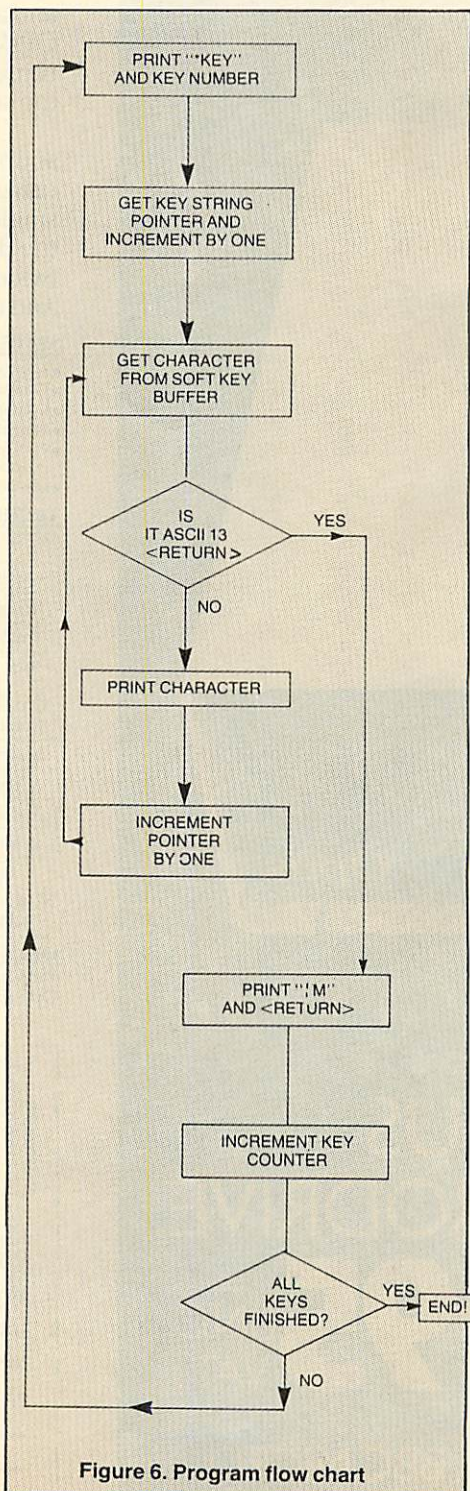 PRINT "*KEY"
AND KEY NUMBER
GET KEY STRING
POINTER AND
INCREMENT BY ONE
GET CHARACTER
FROM SOFT KEY
BUFFER
IS
IT ASCII 13
<RETURN>
YES
NO
PRINT CHARACTER
INCREMENT
POINTER
BY ONE
PRINT "¦M"
AND <RETURN>
INCREMENT KEY
COUNTER
ALL
KEYS
FINISHED?
YES
END!
NO
Figure 6. Program flow chart